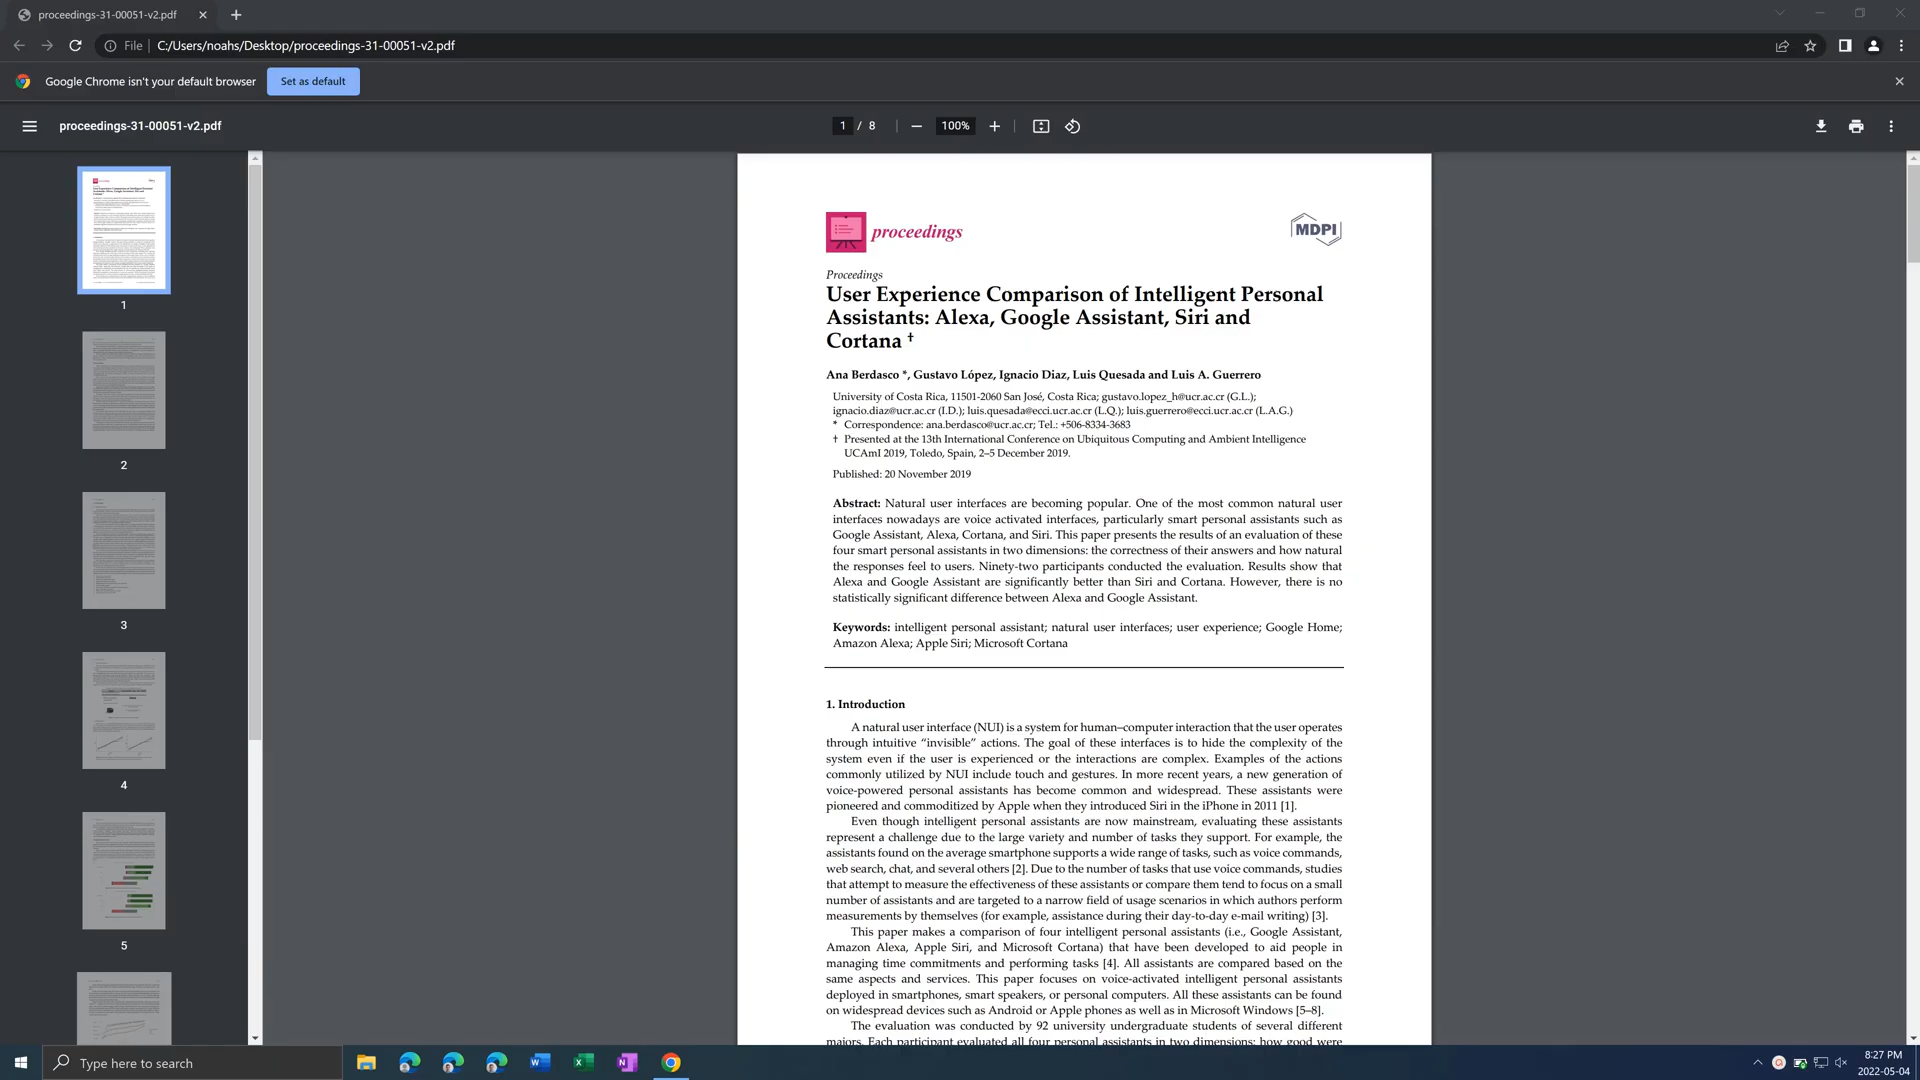 proceedings-31-00051-v2.pdf
File
C:/Users/noahs/Desktop/proceedings-31-00051-v2.pdf
Google Chrome isn't your default browser
Set as default
proceedings-31-00051-v2.pdf
1 / 8
100%
1
2
3
4
5
proceedings
MDPI
Proceedings
User Experience Comparison of Intelligent Personal
Assistants: Alexa, Google Assistant, Siri and
Cortana †
Ana Berdasco *, Gustavo López, Ignacio Diaz, Luis Quesada and Luis A. Guerrero
University of Costa Rica, 11501-2060 San José, Costa Rica; gustavo.lopez_h@ucr.ac.cr (G.L.);
ignacio.diaz@ucr.ac.cr (I.D.); luis.quesada@ecci.ucr.ac.cr (L.Q.); luis.guerrero@ecci.ucr.ac.cr (L.A.G.)
* Correspondence: ana.berdasco@ucr.ac.cr; Tel.: +506-8334-3683
† Presented at the 13th International Conference on Ubiquitous Computing and Ambient Intelligence
UCAmI 2019, Toledo, Spain, 2–5 December 2019.
Published: 20 November 2019
Abstract: Natural user interfaces are becoming popular. One of the most common natural user
interfaces nowadays are voice activated interfaces, particularly smart personal assistants such as
Google Assistant, Alexa, Cortana, and Siri. This paper presents the results of an evaluation of these
four smart personal assistants in two dimensions: the correctness of their answers and how natural
the responses feel to users. Ninety-two participants conducted the evaluation. Results show that
Alexa and Google Assistant are significantly better than Siri and Cortana. However, there is no
statistically significant difference between Alexa and Google Assistant.
Keywords: intelligent personal assistant; natural user interfaces; user experience; Google Home;
Amazon Alexa; Apple Siri; Microsoft Cortana
1. Introduction
A natural user interface (NUI) is a system for human–computer interaction that the user operates
through intuitive “invisible” actions. The goal of these interfaces is to hide the complexity of the
system even if the user is experienced or the interactions are complex. Examples of the actions
commonly utilized by NUI include touch and gestures. In more recent years, a new generation of
voice-powered personal assistants has become common and widespread. These assistants were
pioneered and commoditized by Apple when they introduced Siri in the iPhone in 2011 [1].
Even though intelligent personal assistants are now mainstream, evaluating these assistants
represent a challenge due to the large variety and number of tasks they support. For example, the
assistants found on the average smartphone supports a wide range of tasks, such as voice commands,
web search, chat, and several others [2]. Due to the number of tasks that use voice commands, studies
that attempt to measure the effectiveness of these assistants or compare them tend to focus on a small
number of assistants and are targeted to a narrow field of usage scenarios in which authors perform
measurements by themselves (for example, assistance during their day-to-day e-mail writing) [3].
This paper makes a comparison of four intelligent personal assistants (i.e., Google Assistant,
Amazon Alexa, Apple Siri, and Microsoft Cortana) that have been developed to aid people in
managing time commitments and performing tasks [4]. All assistants are compared based on the
same aspects and services. This paper focuses on voice-activated intelligent personal assistants
deployed in smartphones, smart speakers, or personal computers. All these assistants can be found
on widespread devices such as Android or Apple phones as well as in Microsoft Windows [5–8].
The evaluation was conducted by 92 university undergraduate students of several different
majors. Each participant evaluated all four personal assistants in two dimensions: how good were
Type here to search
8:27 PM
2022-05-04